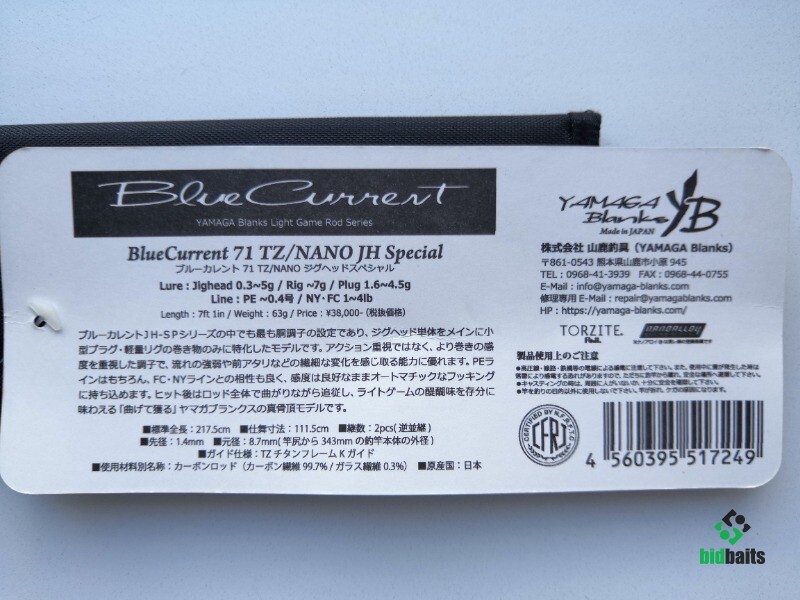 BlueCurrent
YAMAGA Blanks Light Game Rod Series
BlueCurrent 71 TZ/NANO JH Special
ブルーカレント 71 TZ/NANO ジグヘッドスペシャル
Lure : Jighead 0.3~5g / Rig ~7g / Plug 1.6~4.5g
Line : PE ~0.4号 / NY·FC 1~4lb
Length : 7ft 1in / Weight : 63g / Price : ¥38,000-(税抜価格)
ブルーカレントJH-SPシリーズの中でも最も胴調子の設定であり、ジグヘッド単体をメインに小
型プラグ・軽量リグの巻き物のみに特化したモデルです。アクション重視ではなく、より巻きの感
度を重視した調子で、流れの強弱や前アタリなどの繊細な変化を感じ取る能力に優れます。PEラ
インはもちろん、FC・NYラインとの相性も良く、感度は良好なままオートマチックなフッキング
に持ち込めます。ヒット後はロッド全体で曲がりながら追従し、ライトゲームの醍醐味を存分に
味わえる「曲げて獲る」ヤマガブランクスの真骨頂モデルです。
■標準全長：217.5cm ■仕舞寸法：111.5cm ■継数：2pcs(逆並継)
■先径：1.4mm ■元径：8.7mm(竿尻から343mmの釣竿本体の外径)
■ガイド仕様：TZ チタンフレーム K ガイド
■使用材料別名称：カーボンロッド (カーボン繊維 99.7% / ガラス繊維 0.3%) ■原産国：日本
YAMAGA
Blanks
YB
Made in JAPAN
株式会社 山鹿釣具 (YAMAGA Blanks)
〒861-0543 熊本県山鹿市小原 945
TEL : 0968-41-3939 FAX : 0968-44-0755
E-Mail : info@yamaga-blanks.com
修理専用 E-Mail : repair@yamaga-blanks.com
HP : https://yamaga-blanks.com/
TORZITE
NANOALLOY
製品使用上のご注意
CERTIFIED BY N.F.R.T.G
CFRT
4 560395 517249
bidbaits